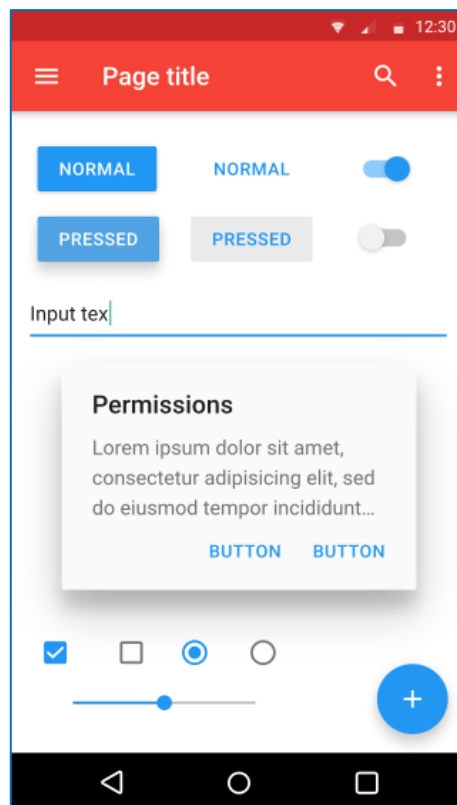 12:30
Page title
NORMAL NORMAL
PRESSED PRESSED
Input tex
Permissions
Lorem ipsum dolor sit amet,
consectetur adipisicing elit, sed
do eiusmod tempor incididunt...
BUTTON BUTTON